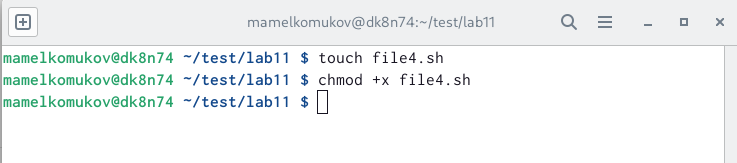 mamelkomukov@dk8n74:~/test/lab11
mamelkomukov@dk8n74 ~/test/lab11 $ touch file4.sh
mamelkomukov@dk8n74 ~/test/lab11 $ chmod +x file4.sh
mamelkomukov@dk8n74 ~/test/lab11 $